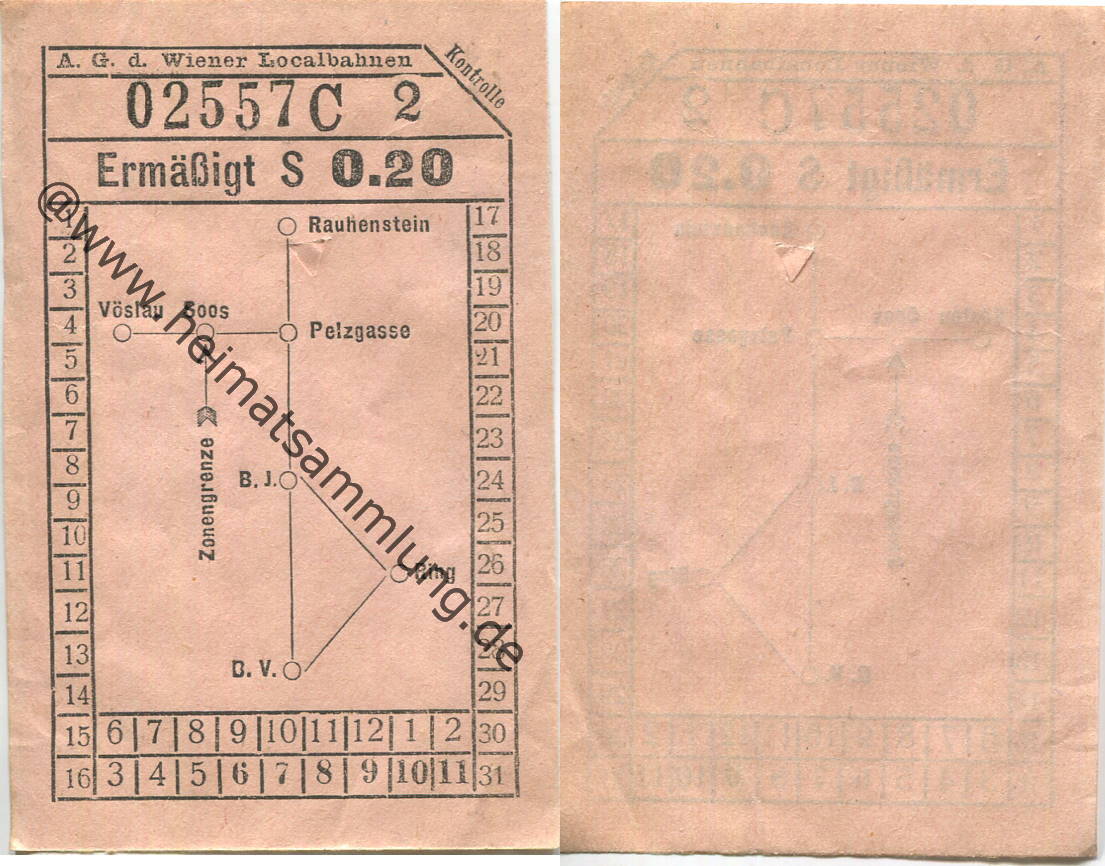 A. G. d. Wiener Localbahnen
Kontrolle
02557C 2
Ermäßigt S 0.20
1 17
2 18
3 19
4 20
5 21
6 22
7 23
8 24
9 25
10 26
11 27
12 28
13 29
14 30
15 31
16
Rauhenstein
Vöslau Soos
Pelzgasse
Zonengrenze
B. J.
Ring
B. V.
6 7 8 9 10 11 12 1 2
3 4 5 6 7 8 9 10 11
@www.heimatsammlung.de